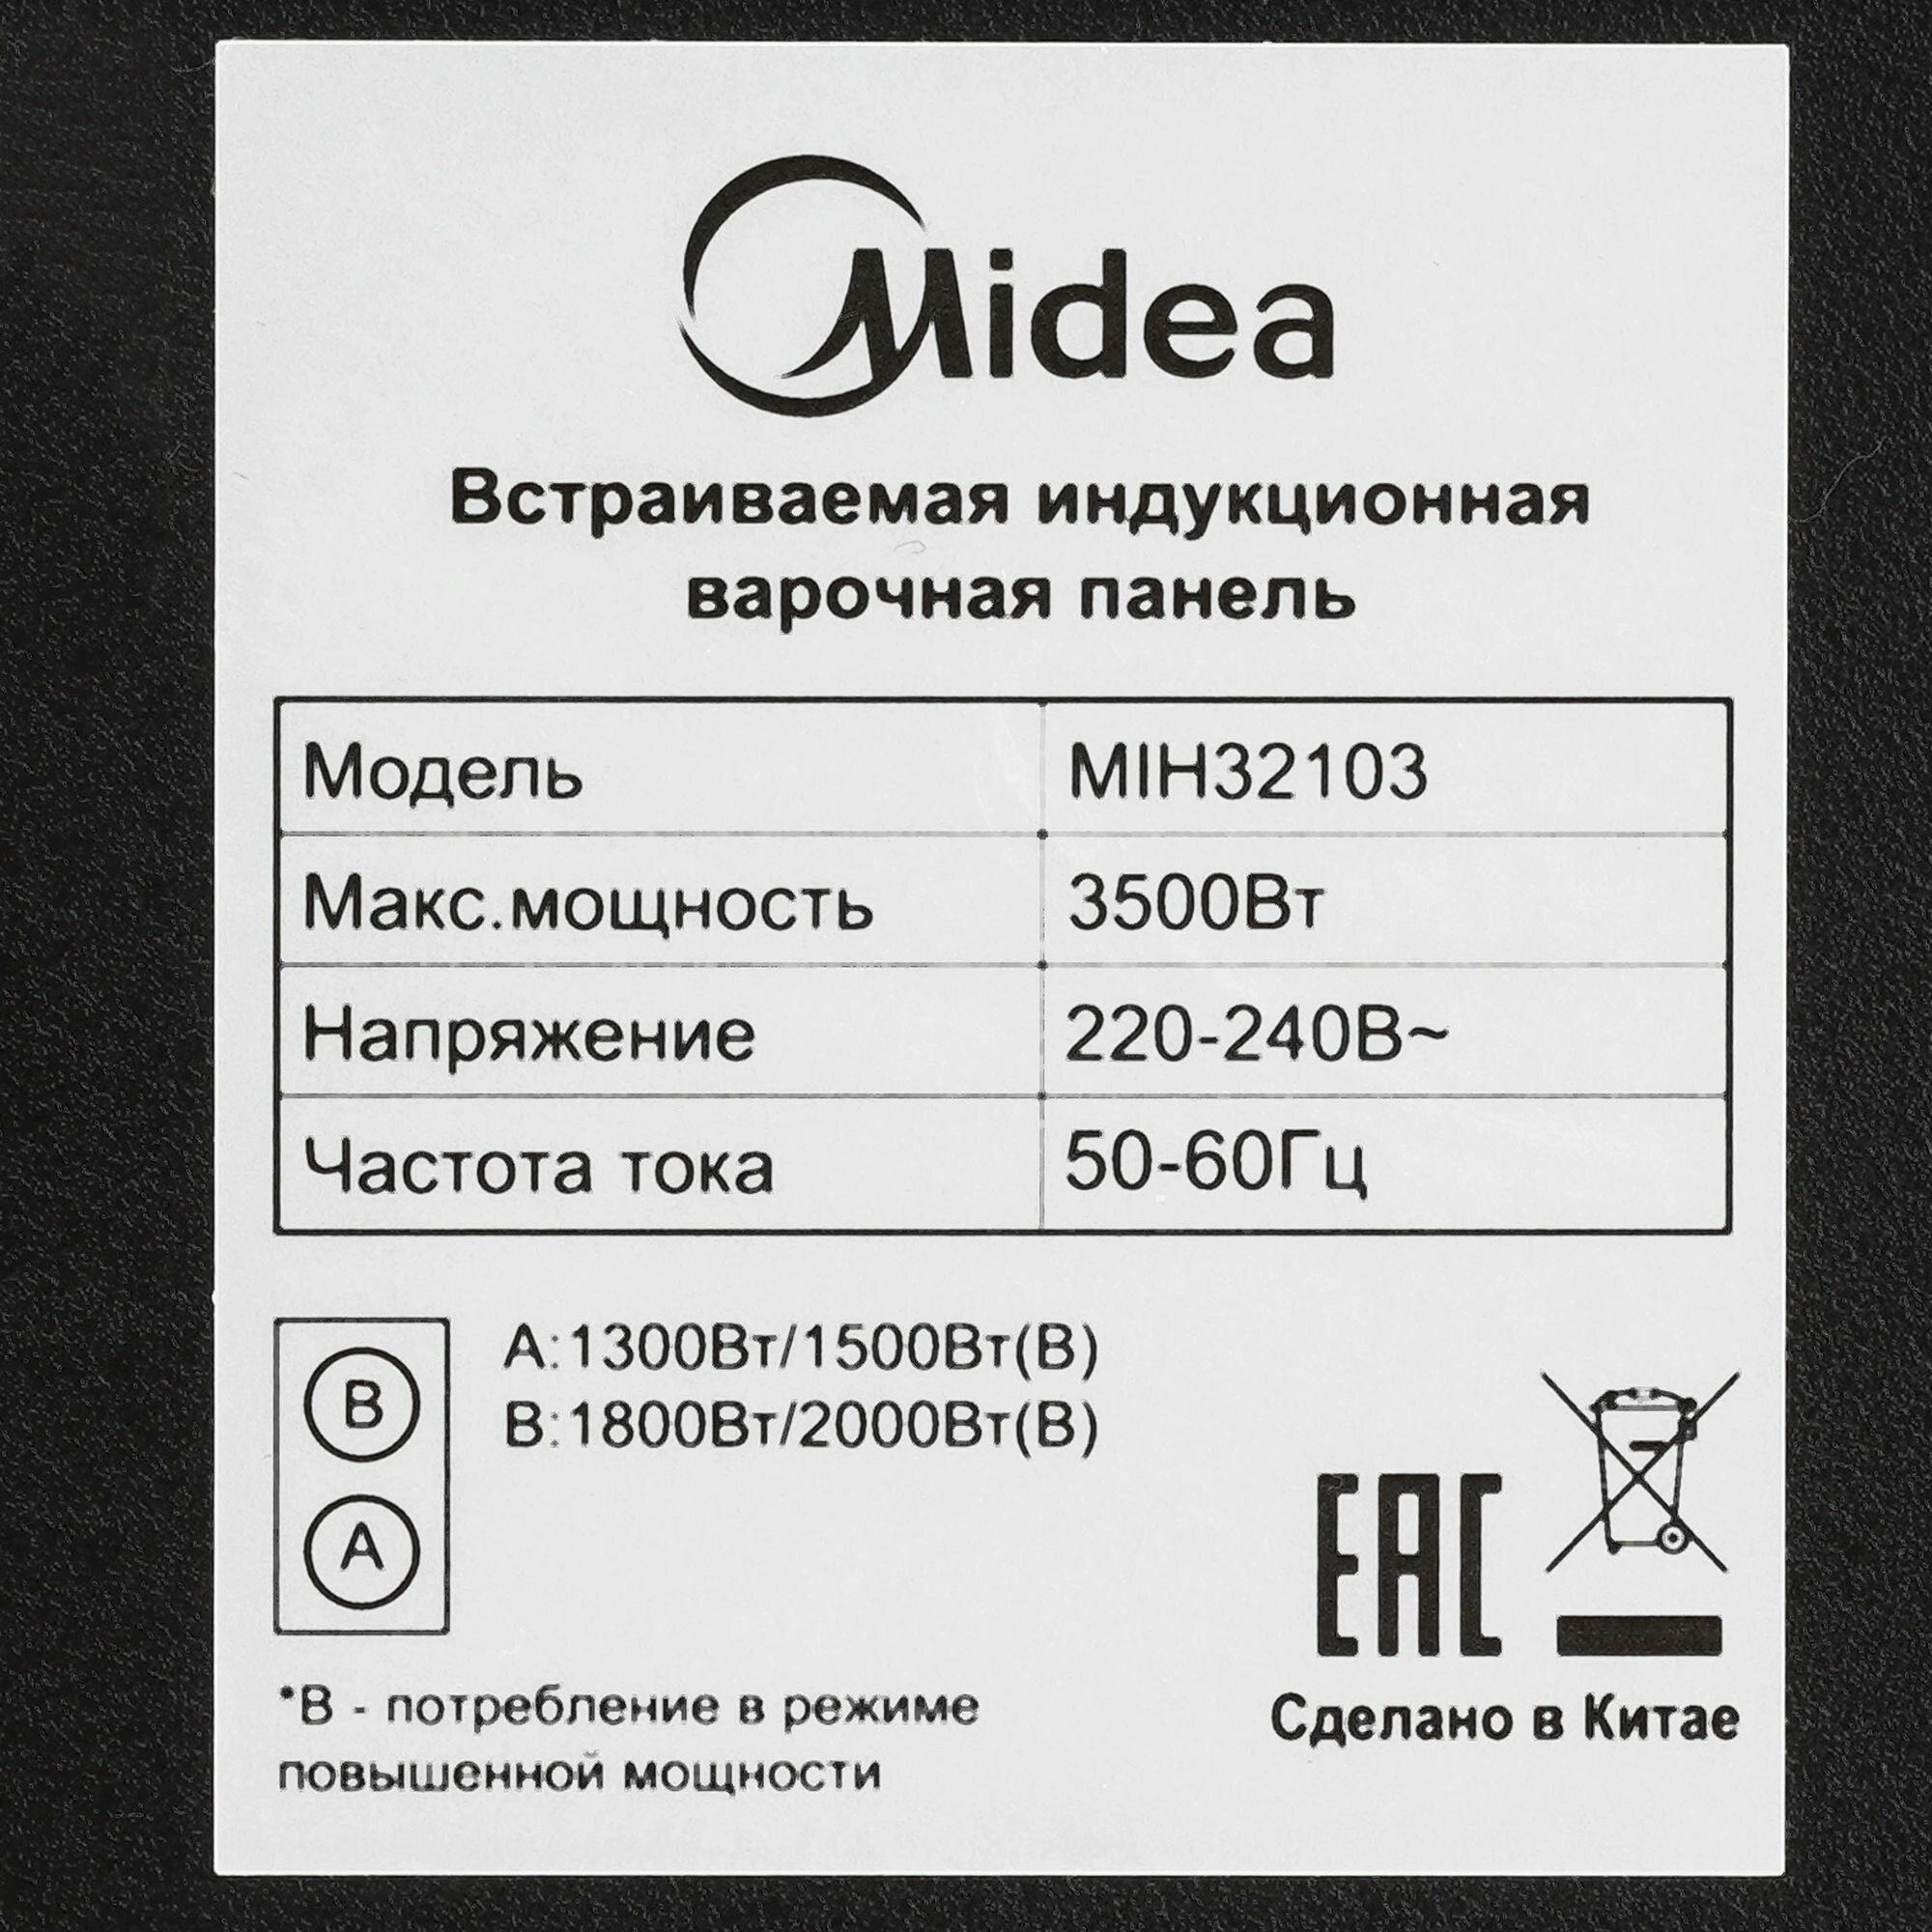 Midea
Встраиваемая индукционная
варочная панель
Модель MIH32103
Макс.мощность 3500Вт
Напряжение 220-240В~
Частота тока 50-60Гц
B
A
A:1300Вт/1500Вт(B)
B:1800Вт/2000Вт(B)
EAC
*В - потребление в режиме
повышенной мощности
Сделано в Китае